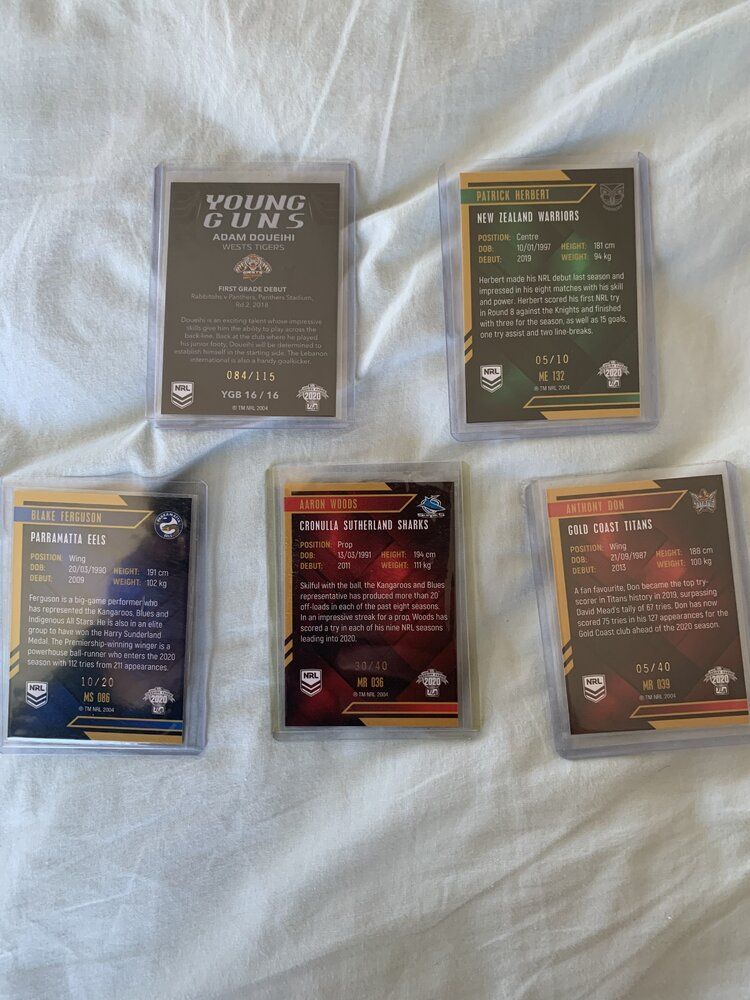 YOUNG
GUNS
ADAM DOUEIHI
WESTS TIGERS
FIRST GRADE DEBUT
Rabbitohs v Panthers, Panthers Stadium,
Rd 2, 2018
Doueihi is an exciting talent whose impressive
skills give him the ability to play across the
back-line. Back at the club where he played
his junior footy, Doueihi will be determined to
establish himself in the starting side. The Lebanon
international is also a handy goalkicker.
084/115
NRL
YGB 16 / 16
® TM NRL 2004
2020
PATRICK HERBERT
NEW ZEALAND WARRIORS
POSITION: Centre
DOB: 10/01/1997 HEIGHT: 181 cm
DEBUT: 2019 WEIGHT: 94 kg
Herbert made his NRL debut last season and
impressed in his eight matches with his skill
and power. Herbert scored his first NRL try
in Round 8 against the Knights and finished
with three for the season, as well as 15 goals,
one try assist and two line-breaks.
05/10
NRL
ME 132
® TM NRL 2004
2020
BLAKE FERGUSON
PARRAMATTA EELS
POSITION: Wing
DOB: 20/03/1990 HEIGHT: 191 cm
DEBUT: 2009 WEIGHT: 102 kg
Ferguson is a big-game performer who
has represented the Kangaroos, Blues and
Indigenous All Stars. He is also in an elite
group to have won the Harry Sunderland
Medal. The Premiership-winning winger is a
powerhouse ball-runner who enters the 2020
season with 112 tries from 211 appearances.
10/20
NRL
MS 086
® TM NRL 2004
2020
AARON WOODS
CRONULLA SUTHERLAND SHARKS
POSITION: Prop
DOB: 13/03/1991 HEIGHT: 194 cm
DEBUT: 2011 WEIGHT: 111 kg
Skilful with the ball, the Kangaroos and Blues
representative has produced more than 20
off-loads in each of the past eight seasons.
In an impressive streak for a prop, Woods has
scored a try in each of his nine NRL seasons
leading into 2020.
30/40
NRL
MR 036
® TM NRL 2004
2020
ANTHONY DON
GOLD COAST TITANS
POSITION: Wing
DOB: 21/09/1987 HEIGHT: 188 cm
DEBUT: 2013 WEIGHT: 100 kg
A fan favourite, Don became the top try-
scorer in Titans history in 2019, surpassing
David Mead's tally of 67 tries. Don has now
scored 75 tries in his 127 appearances for the
Gold Coast club ahead of the 2020 season.
05/40
NRL
MR 039
® TM NRL 2004
2020